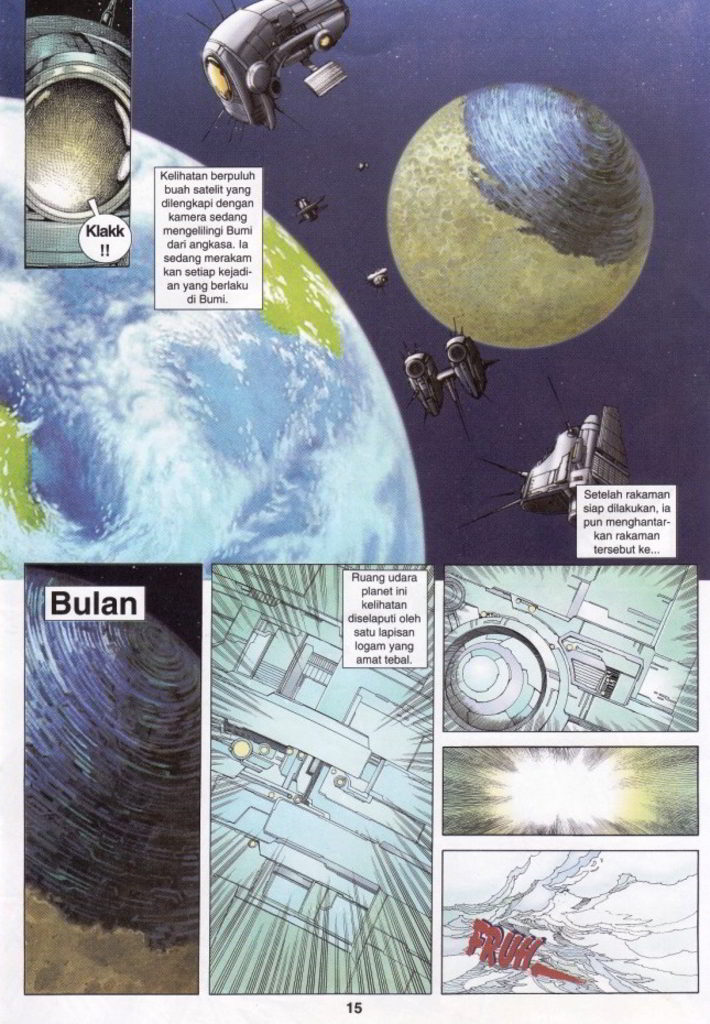 Klakk
!!
Kelihatan berpuluh
buah satelit yang
dilengkapi dengan
kamera sedang
mengelilingi Bumi
dari angkasa. Ia
sedang merakam
kan setiap kejadi-
an yang berlaku
di Bumi.
Setelah rakaman
siap dilakukan, ia
pun menghantar-
kan rakaman
tersebut ke...
Bulan
Ruang udara
planet ini
kelihatan
diselaputi oleh
satu lapisan
logam yang
amat tebal.
FRUH
15